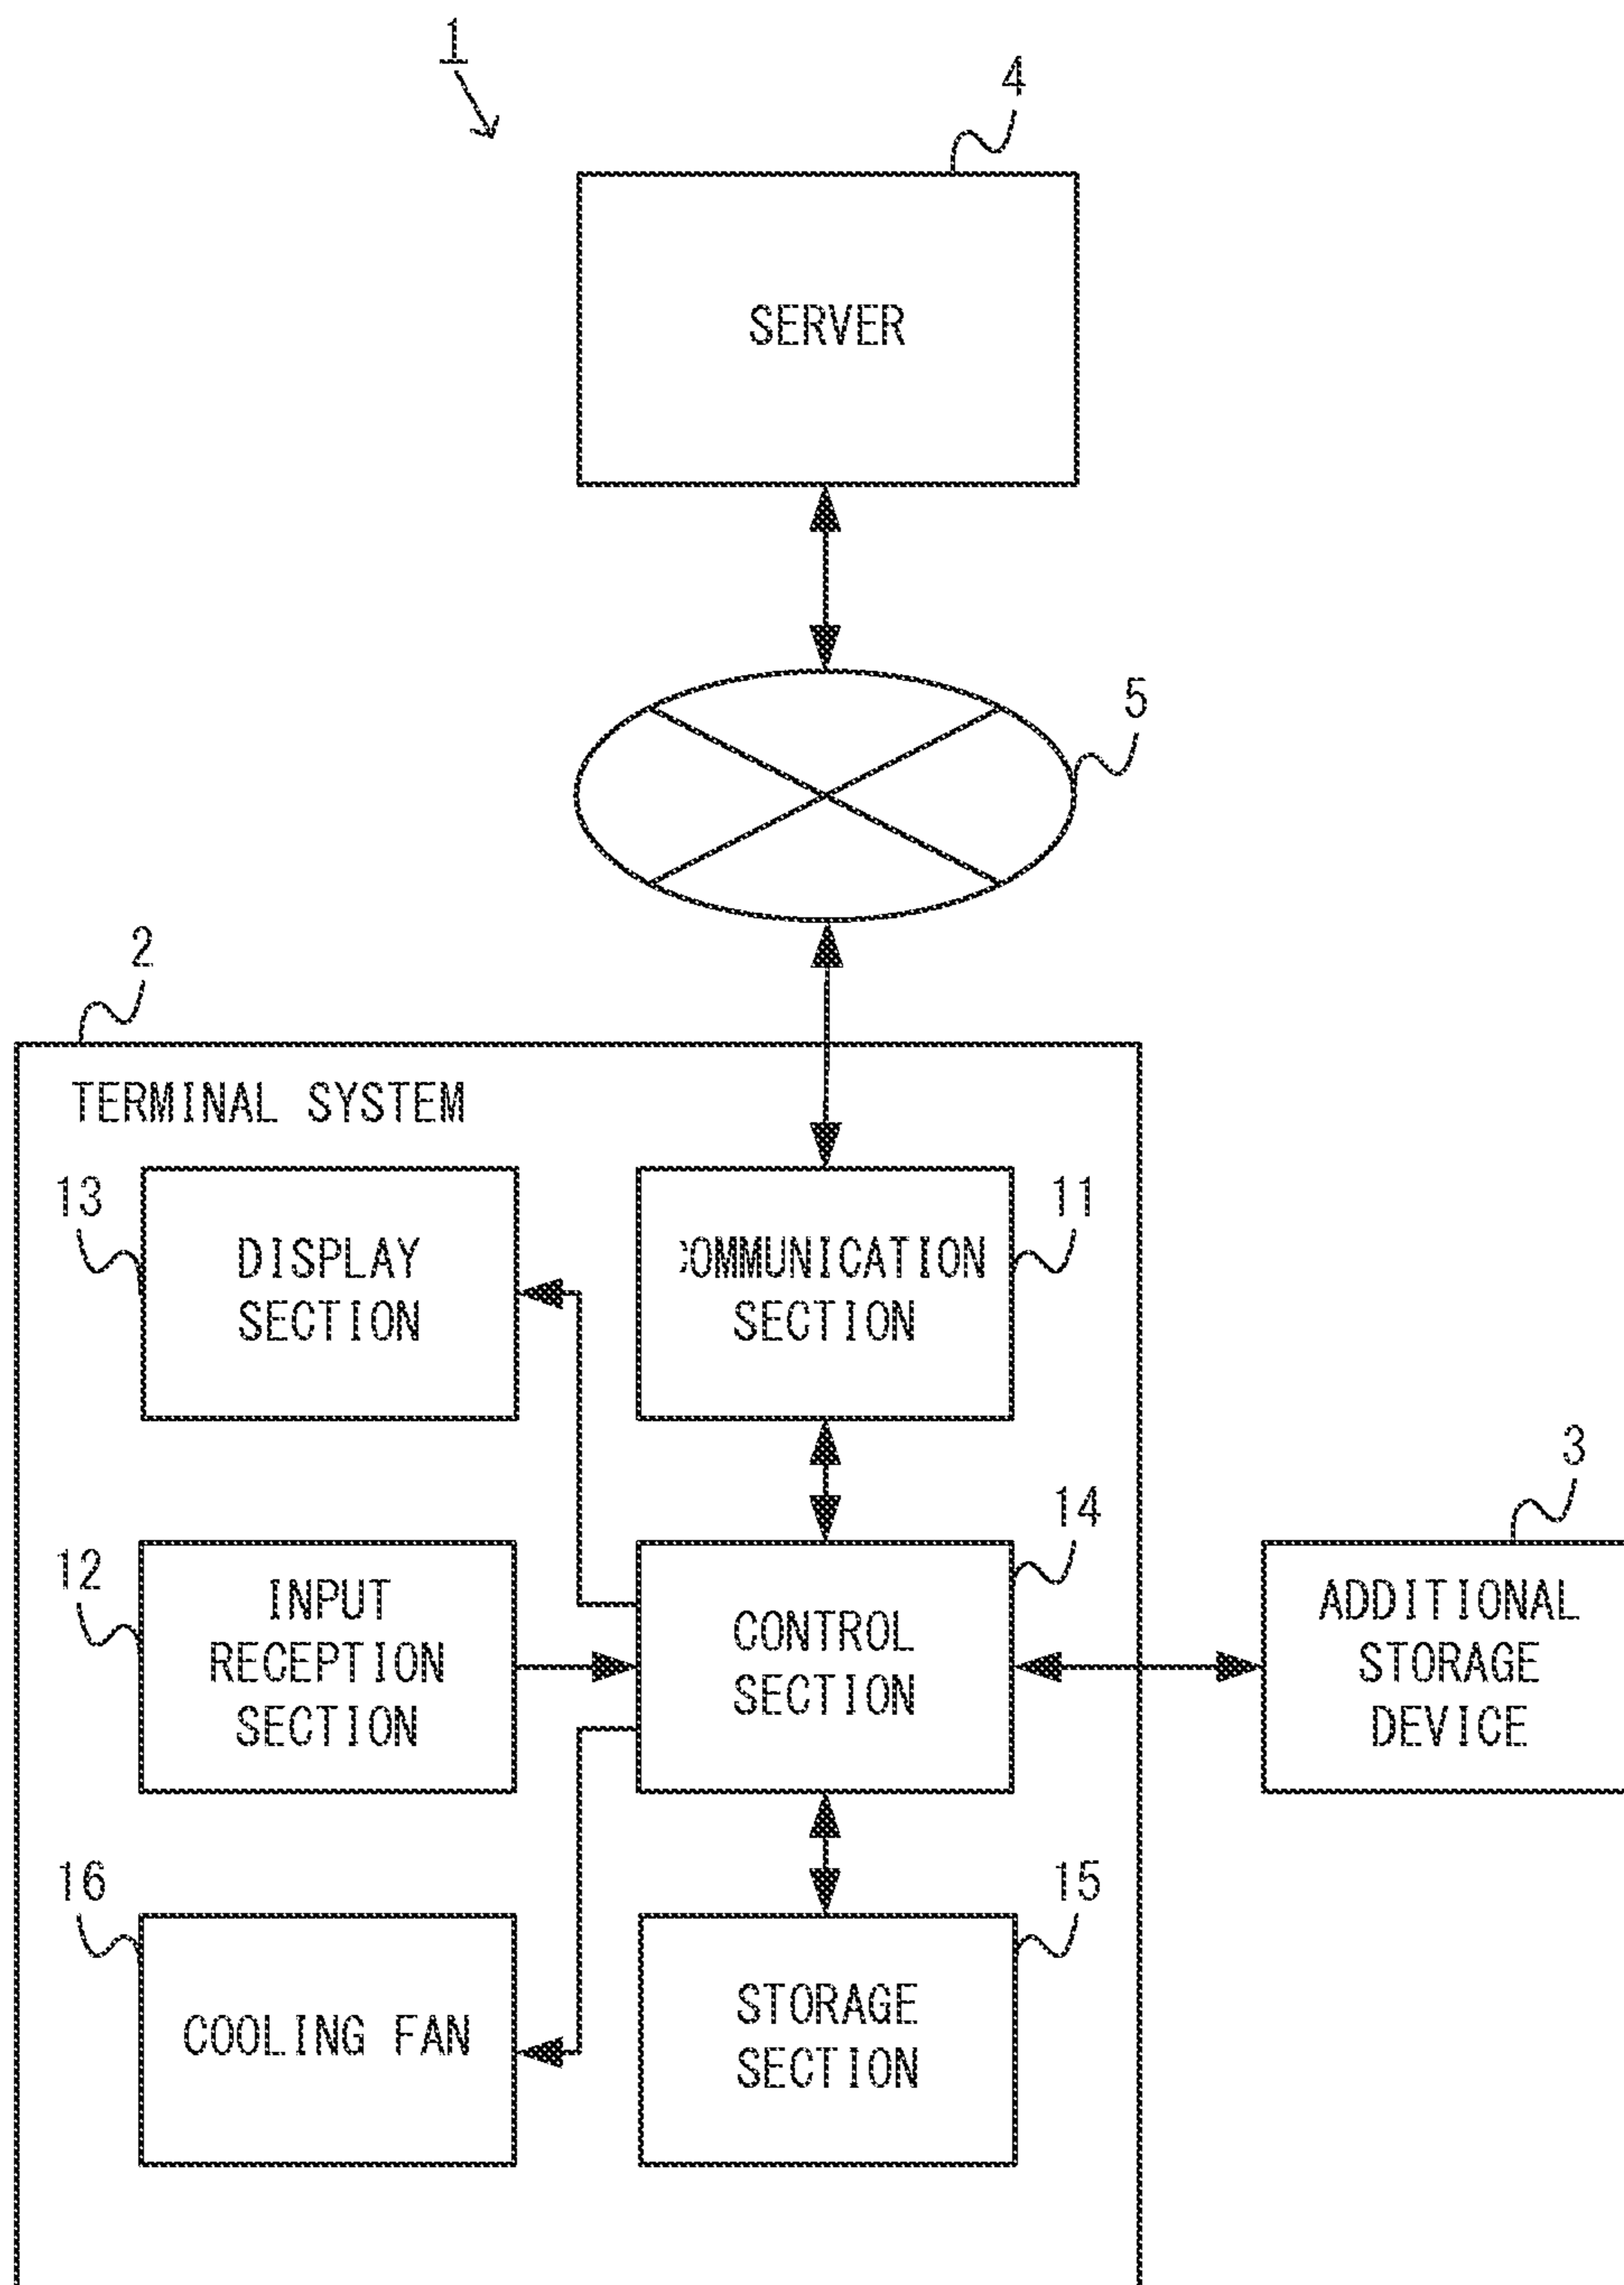 1
4
SERVER
5
2
TERMINAL SYSTEM
13
DISPLAY
SECTION
COMMUNICATION
SECTION
11
3
12
INPUT
RECEPTION
SECTION
14
CONTROL
SECTION
ADDITIONAL
STORAGE
DEVICE
16
COOLING FAN
15
STORAGE
SECTION